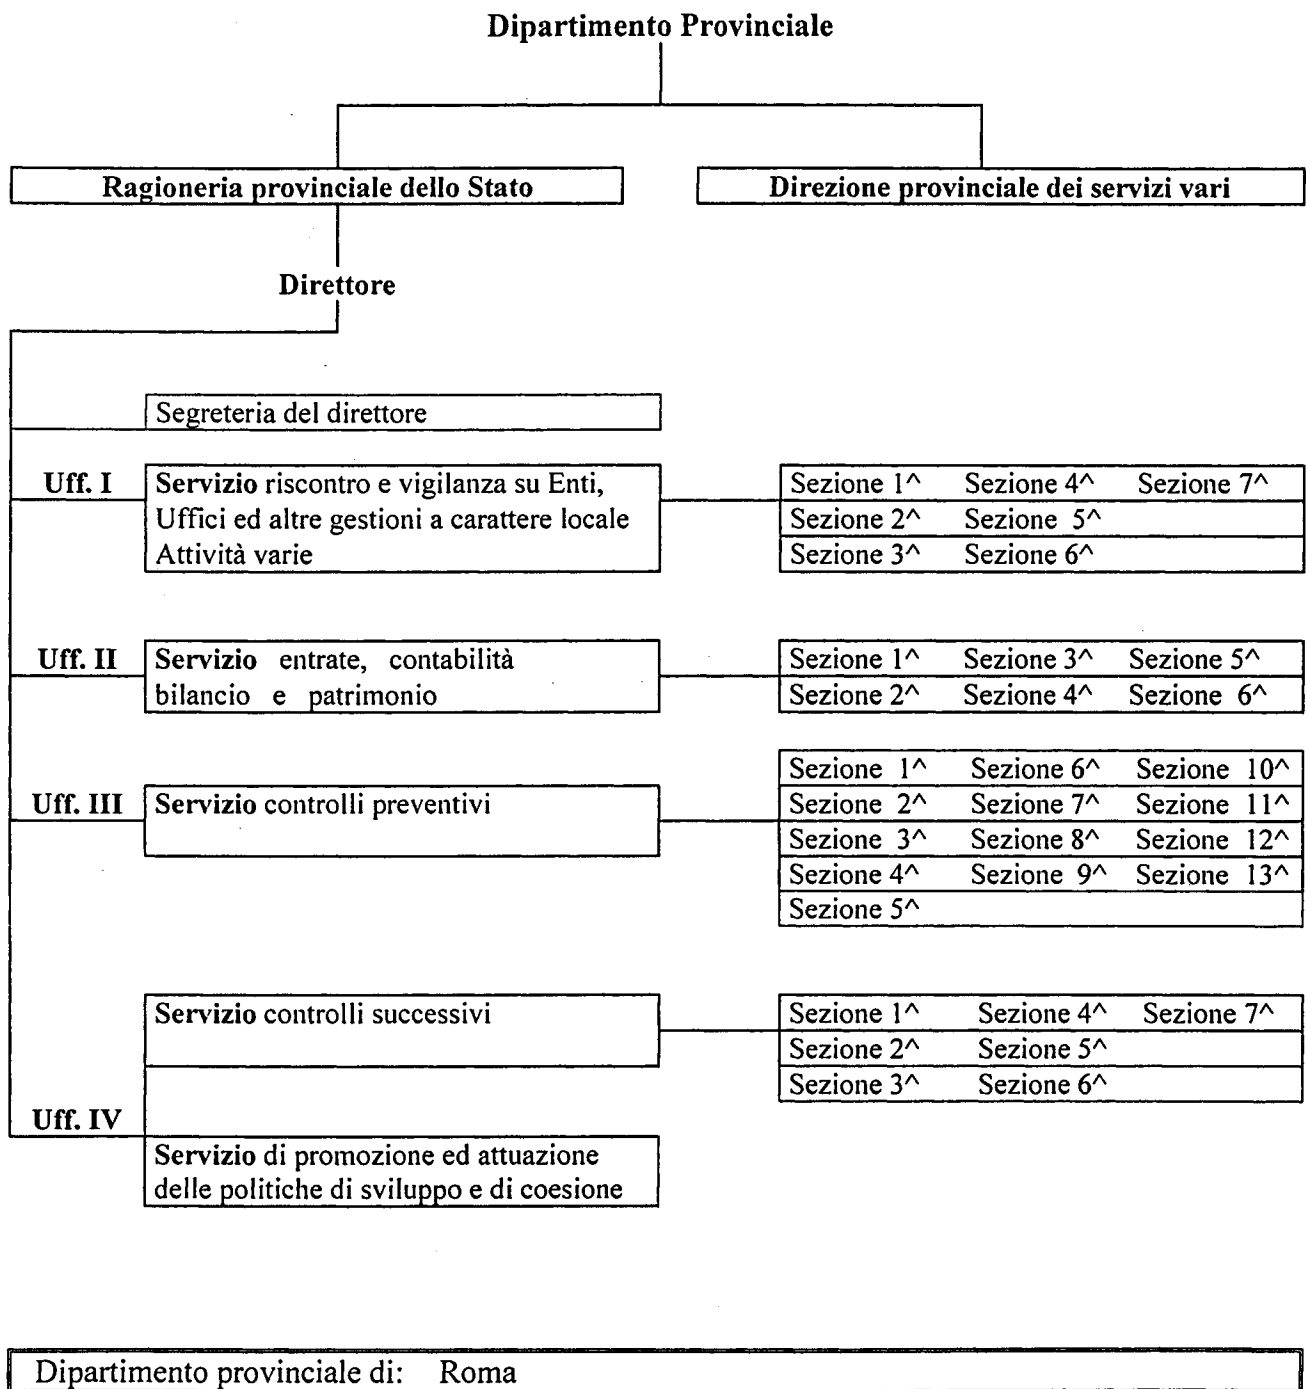 Dipartimento Provinciale
Ragioneria provinciale dello Stato
Direzione provinciale dei servizi vari
Direttore
Segreteria del direttore
Uff. I
Servizio riscontro e vigilanza su Enti,
Uffici ed altre gestioni a carattere locale
Attività varie
Sezione 1^ Sezione 4^ Sezione 7^
Sezione 2^ Sezione 5^
Sezione 3^ Sezione 6^
Uff. II
Servizio entrate, contabilità
bilancio e patrimonio
Sezione 1^ Sezione 3^ Sezione 5^
Sezione 2^ Sezione 4^ Sezione 6^
Uff. III
Servizio controlli preventivi
Sezione 1^ Sezione 6^ Sezione 10^
Sezione 2^ Sezione 7^ Sezione 11^
Sezione 3^ Sezione 8^ Sezione 12^
Sezione 4^ Sezione 9^ Sezione 13^
Sezione 5^
Servizio controlli successivi
Sezione 1^ Sezione 4^ Sezione 7^
Sezione 2^ Sezione 5^
Sezione 3^ Sezione 6^
Uff. IV
Servizio di promozione ed attuazione
delle politiche di sviluppo e di coesione
Dipartimento provinciale di: Roma